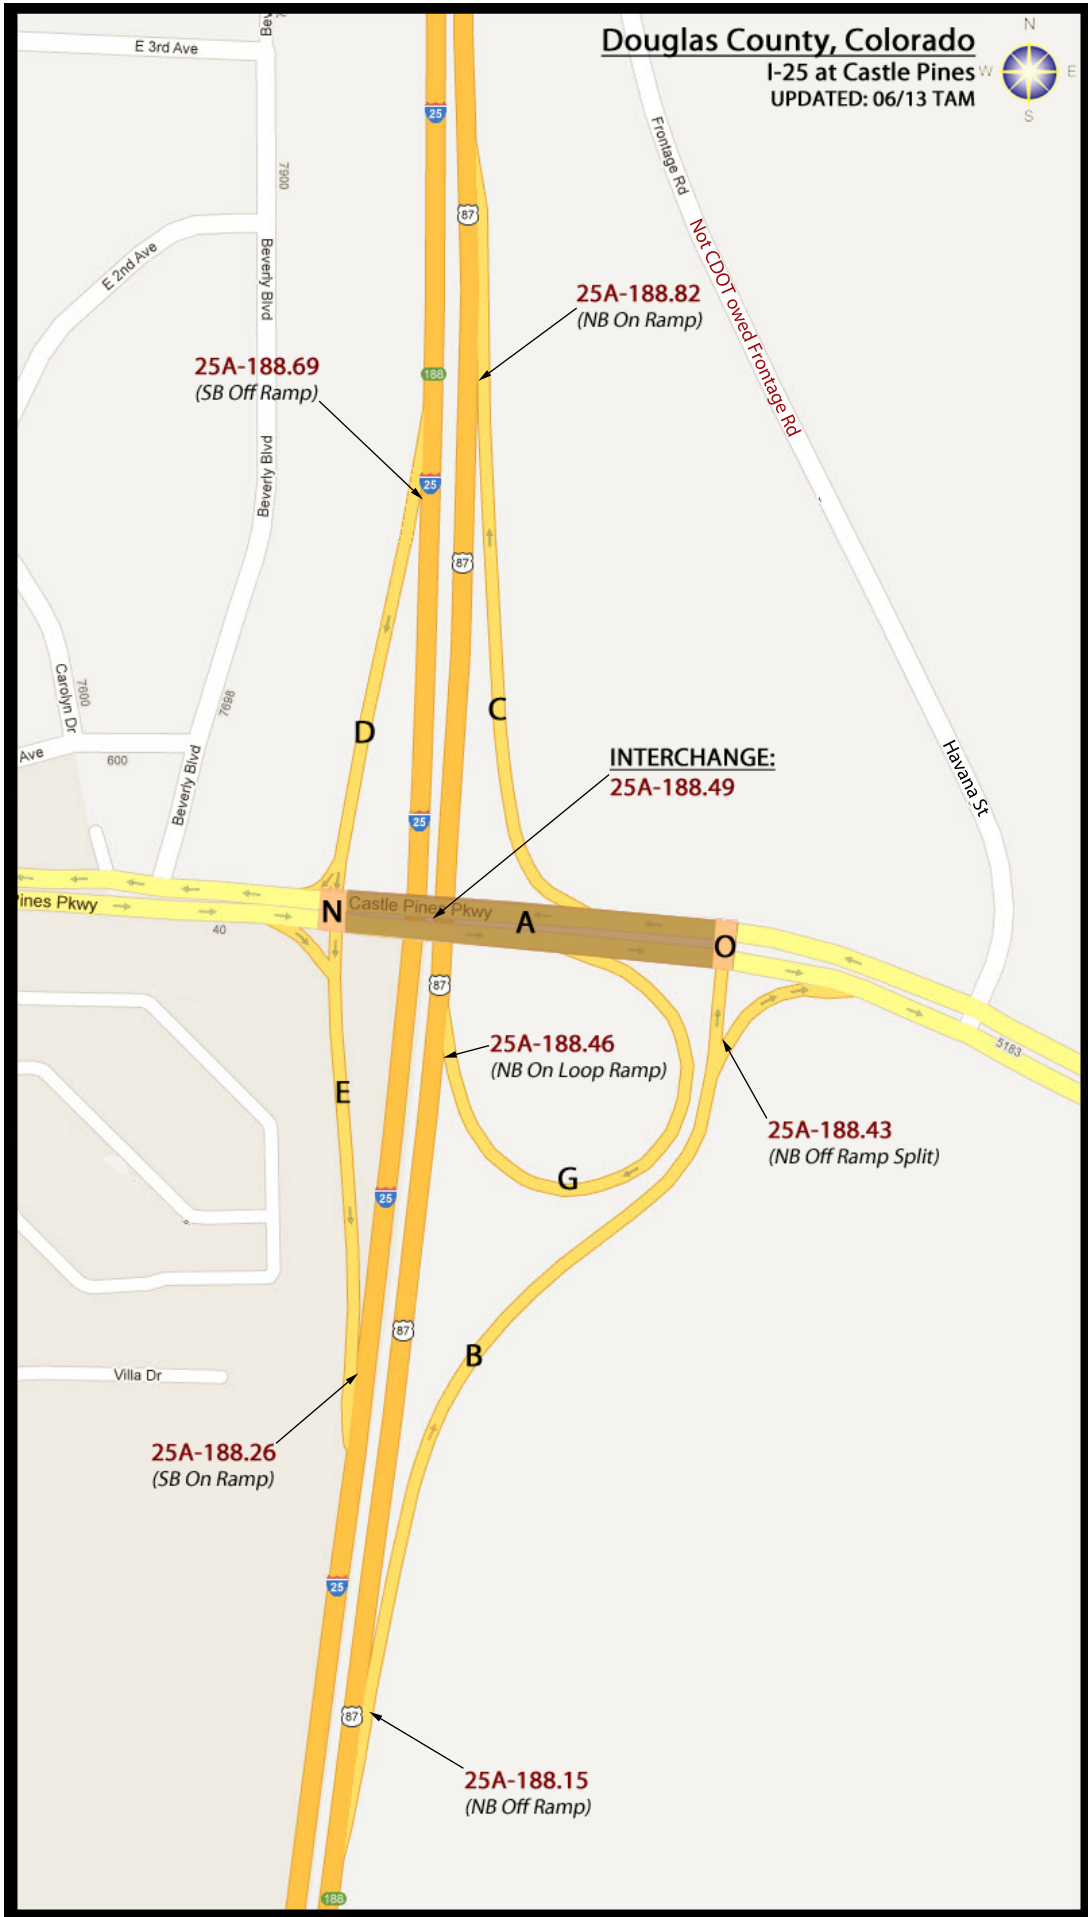 Bev
E 3rd Ave
Douglas County, Colorado
I-25 at Castle Pines
UPDATED: 06/13 TAM
N
W
E
S
25
Frontage Rd
7900
87
Not CDOT owed Frontage Rd
E 2nd Ave
Beverly Blvd
25A-188.82
(NB On Ramp)
25A-188.69
(SB Off Ramp)
188
Beverly Blvd
25
87
Carolyn Dr
7600
7698
D
C
Ave
600
Beverly Blvd
INTERCHANGE:
25A-188.49
Havana St
25
Pines Pkwy
N
Castle Pines Pkwy
A
O
40
87
5183
25A-188.46
(NB On Loop Ramp)
E
25A-188.43
(NB Off Ramp Split)
G
25
87
B
Villa Dr
25A-188.26
(SB On Ramp)
25
87
25A-188.15
(NB Off Ramp)
188